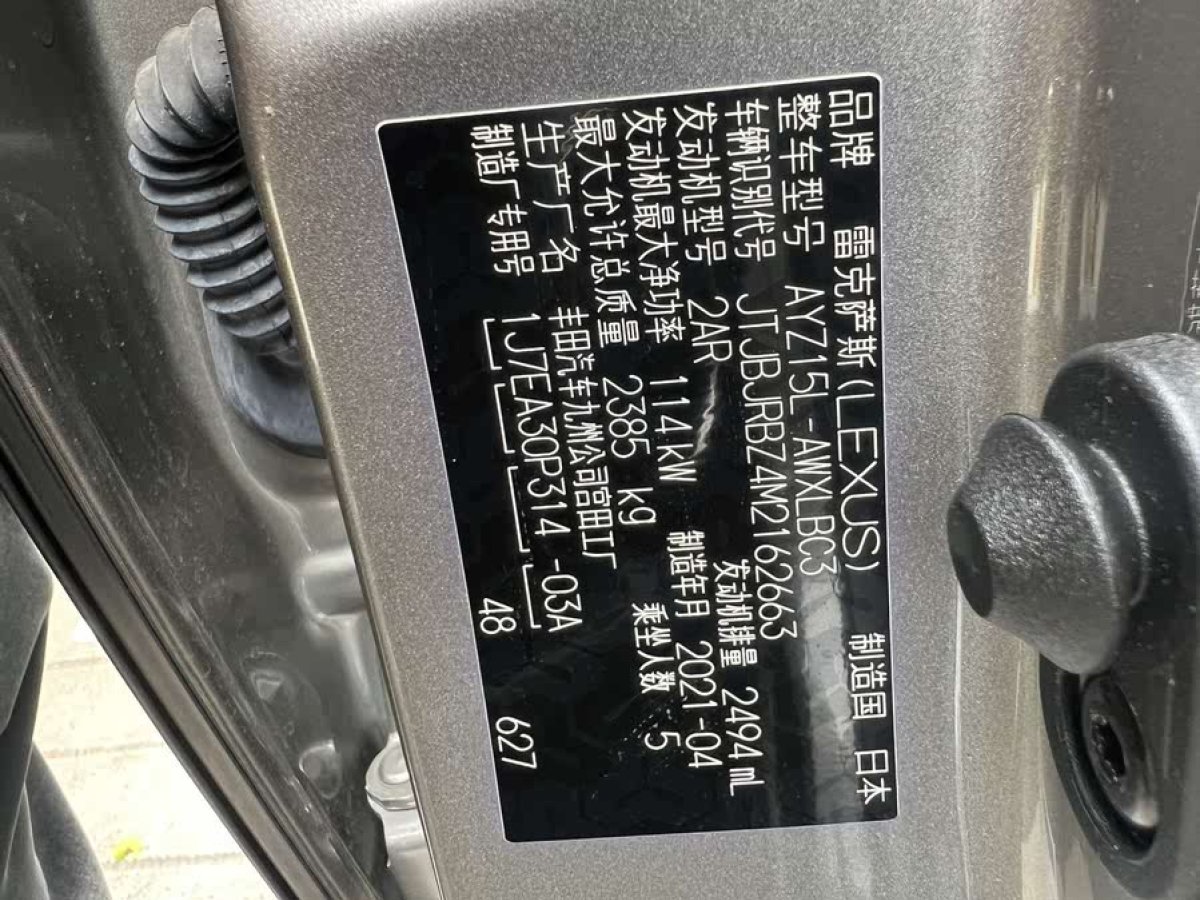 品牌 雷克萨斯(LEXUS) 制造国 日本
整车型号 AYZ15L-AWXLBC3
车辆识别代号 JTJBJRBZ4M2162663
发动机型号 2AR 发动机排量 2494 mL
发动机最大净功率 114kW 制造年月 2021-04
最大允许总质量 2385 kg 乘坐人数 5
生产厂名 丰田汽车九州公司宫田工厂
制造厂专用号 1J7EA30P314 -03A 48 627